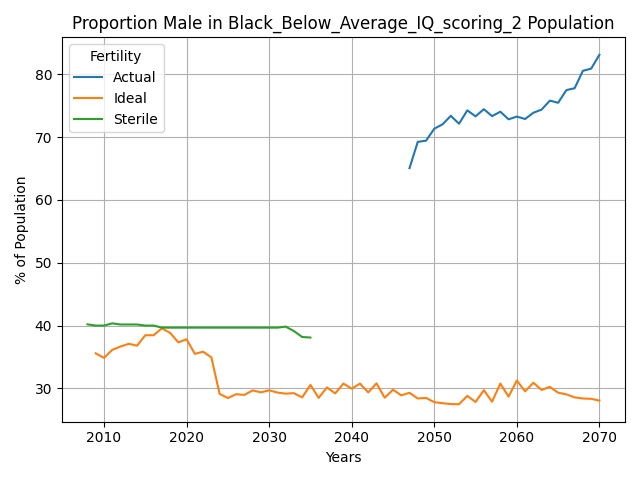 Proportion Male in Black_Below_Average_IQ_scoring_2 Population
Fertility
Actual
Ideal
Sterile
80
70
60
50
40
30
% of Population
2010 2020 2030 2040 2050 2060 2070
Years